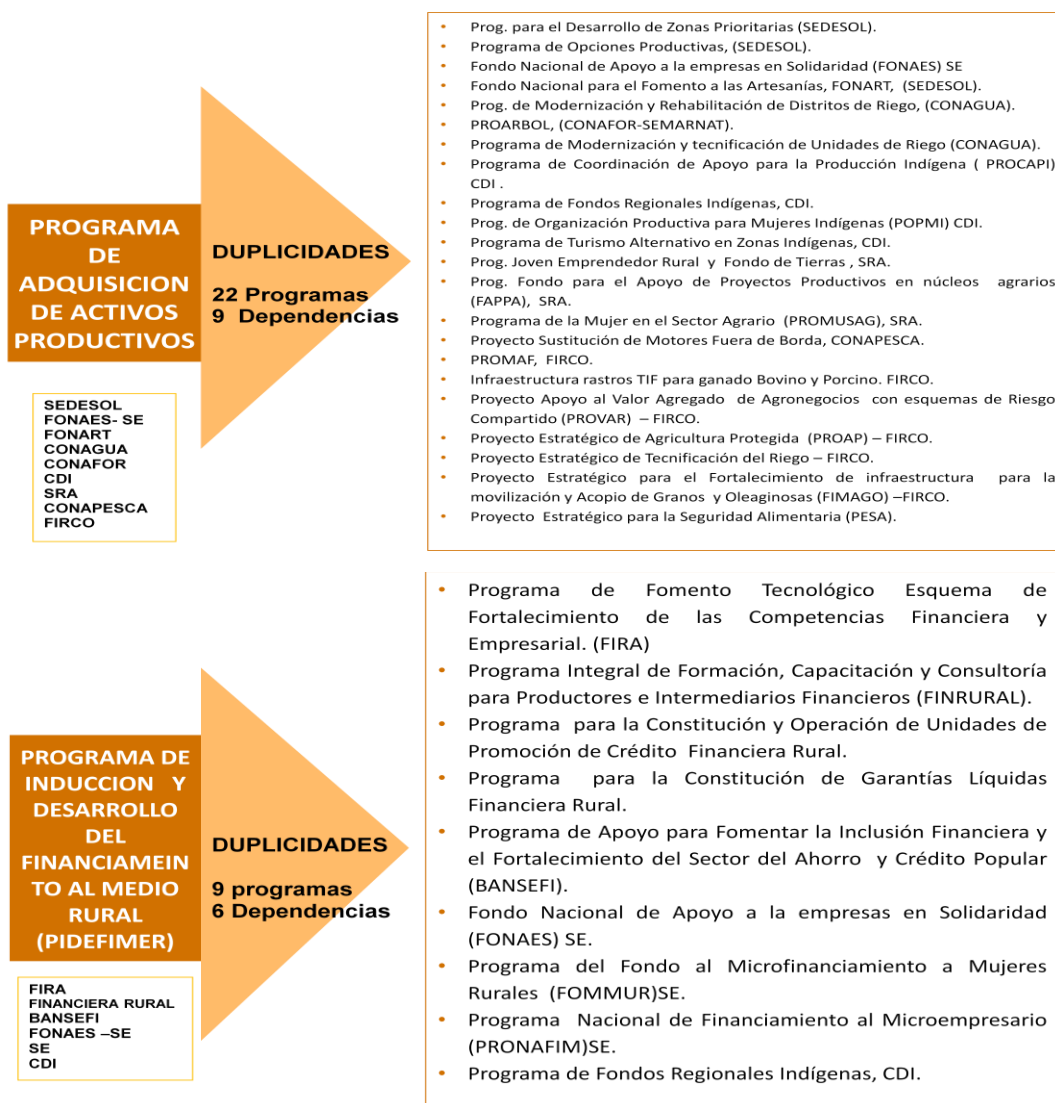 PROGRAMA
DE
ADQUISICION
DE ACTIVOS
PRODUCTIVOS
SEDESOL
FONAES- SE
FONART
CONAGUA
CONAFOR
CDI
SRA
CONAPESCA
FIRCO
DUPLICIDADES
22 Programas
9 Dependencias
• Prog. para el Desarrollo de Zonas Prioritarias (SEDESOL).
• Programa de Opciones Productivas, (SEDESOL).
• Fondo Nacional de Apoyo a la empresas en Solidaridad (FONAES) SE
• Fondo Nacional para el Fomento a las Artesanías, FONART, (SEDESOL).
• Prog. de Modernización y Rehabilitación de Distritos de Riego, (CONAGUA).
• PROARBOL, (CONAFOR-SEMARNAT).
• Programa de Modernización y tecnificación de Unidades de Riego (CONAGUA).
• Programa de Coordinación de Apoyo para la Producción Indígena ( PROCAPI)
CDI .
• Programa de Fondos Regionales Indígenas, CDI.
• Prog. de Organización Productiva para Mujeres Indígenas (POPMI) CDI.
• Programa de Turismo Alternativo en Zonas Indígenas, CDI.
• Prog. Joven Emprendedor Rural y Fondo de Tierras , SRA.
• Prog. Fondo para el Apoyo de Proyectos Productivos en núcleos agrarios
(FAPPA), SRA.
• Programa de la Mujer en el Sector Agrario (PROMUSAG), SRA.
• Proyecto Sustitución de Motores Fuera de Borda, CONAPESCA.
• PROMAF, FIRCO.
• Infraestructura rastros TIF para ganado Bovino y Porcino. FIRCO.
• Proyecto Apoyo al Valor Agregado de Agronegocios con esquemas de Riesgo
Compartido (PROVAR) – FIRCO.
• Proyecto Estratégico de Agricultura Protegida (PROAP) – FIRCO.
• Proyecto Estratégico de Tecnificación del Riego – FIRCO.
• Proyecto Estratégico para el Fortalecimiento de infraestructura para la
movilización y Acopio de Granos y Oleaginosas (FIMAGO) –FIRCO.
• Proyecto Estratégico para la Seguridad Alimentaria (PESA).
PROGRAMA DE
INDUCCION Y
DESARROLLO
DEL
FINANCIAMEIN
TO AL MEDIO
RURAL
(PIDEFIMER)
FIRA
FINANCIERA RURAL
BANSEFI
FONAES –SE
SE
CDI
DUPLICIDADES
9 programas
6 Dependencias
• Programa de Fomento Tecnológico Esquema de
Fortalecimiento de las Competencias Financiera y
Empresarial. (FIRA)
• Programa Integral de Formación, Capacitación y Consultoría
para Productores e Intermediarios Financieros (FINRURAL).
• Programa para la Constitución y Operación de Unidades de
Promoción de Crédito Financiera Rural.
• Programa para la Constitución de Garantías Líquidas
Financiera Rural.
• Programa de Apoyo para Fomentar la Inclusión Financiera y
el Fortalecimiento del Sector del Ahorro y Crédito Popular
(BANSEFI).
• Fondo Nacional de Apoyo a la empresas en Solidaridad
(FONAES) SE.
• Programa del Fondo al Microfinanciamiento a Mujeres
Rurales (FOMMUR)SE.
• Programa Nacional de Financiamiento al Microempresario
(PRONAFIM)SE.
• Programa de Fondos Regionales Indígenas, CDI.